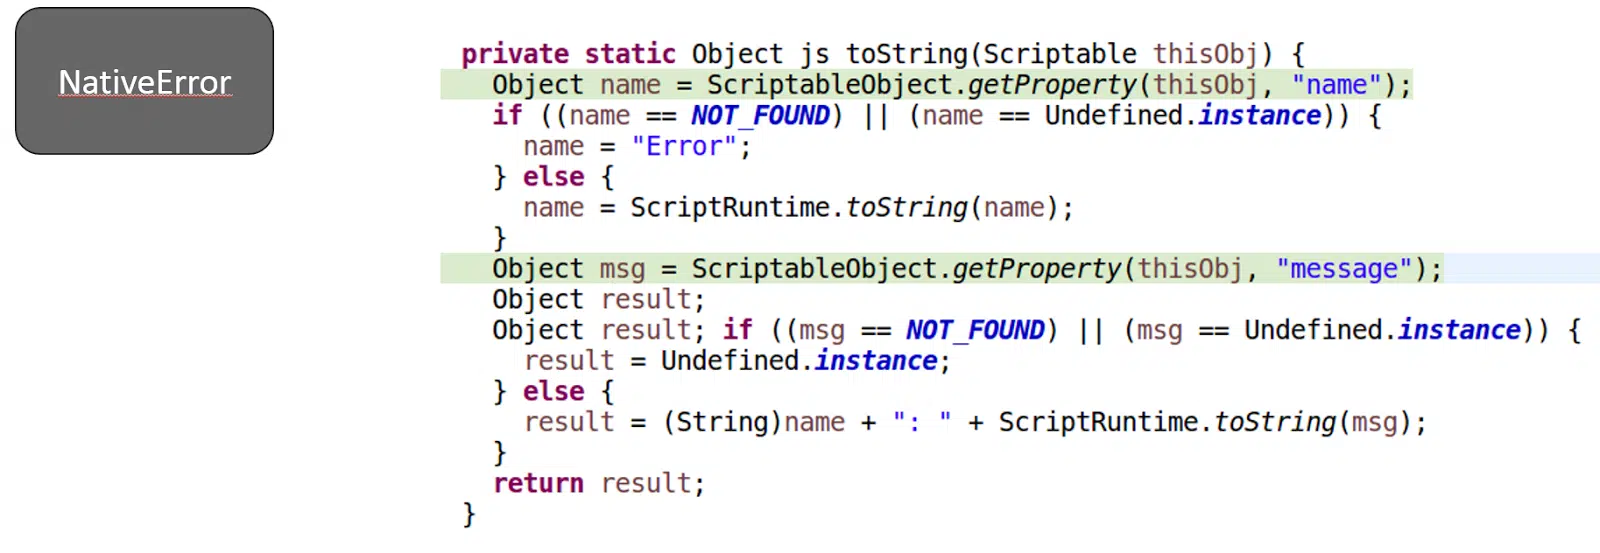 NativeError
private static Object js toString(Scriptable thisObj) {
Object name = ScriptableObject.getProperty(thisObj, "name");
if ((name == NOT_FOUND) || (name == Undefined.instance)) {
name = "Error";
} else {
name = ScriptRuntime.toString(name);
}
Object msg = ScriptableObject.getProperty(thisObj, "message");
Object result;
Object result; if ((msg == NOT_FOUND) || (msg == Undefined.instance)) {
result = Undefined.instance;
} else {
result = (String)name + ": " + ScriptRuntime.toString(msg);
}
return result;
}